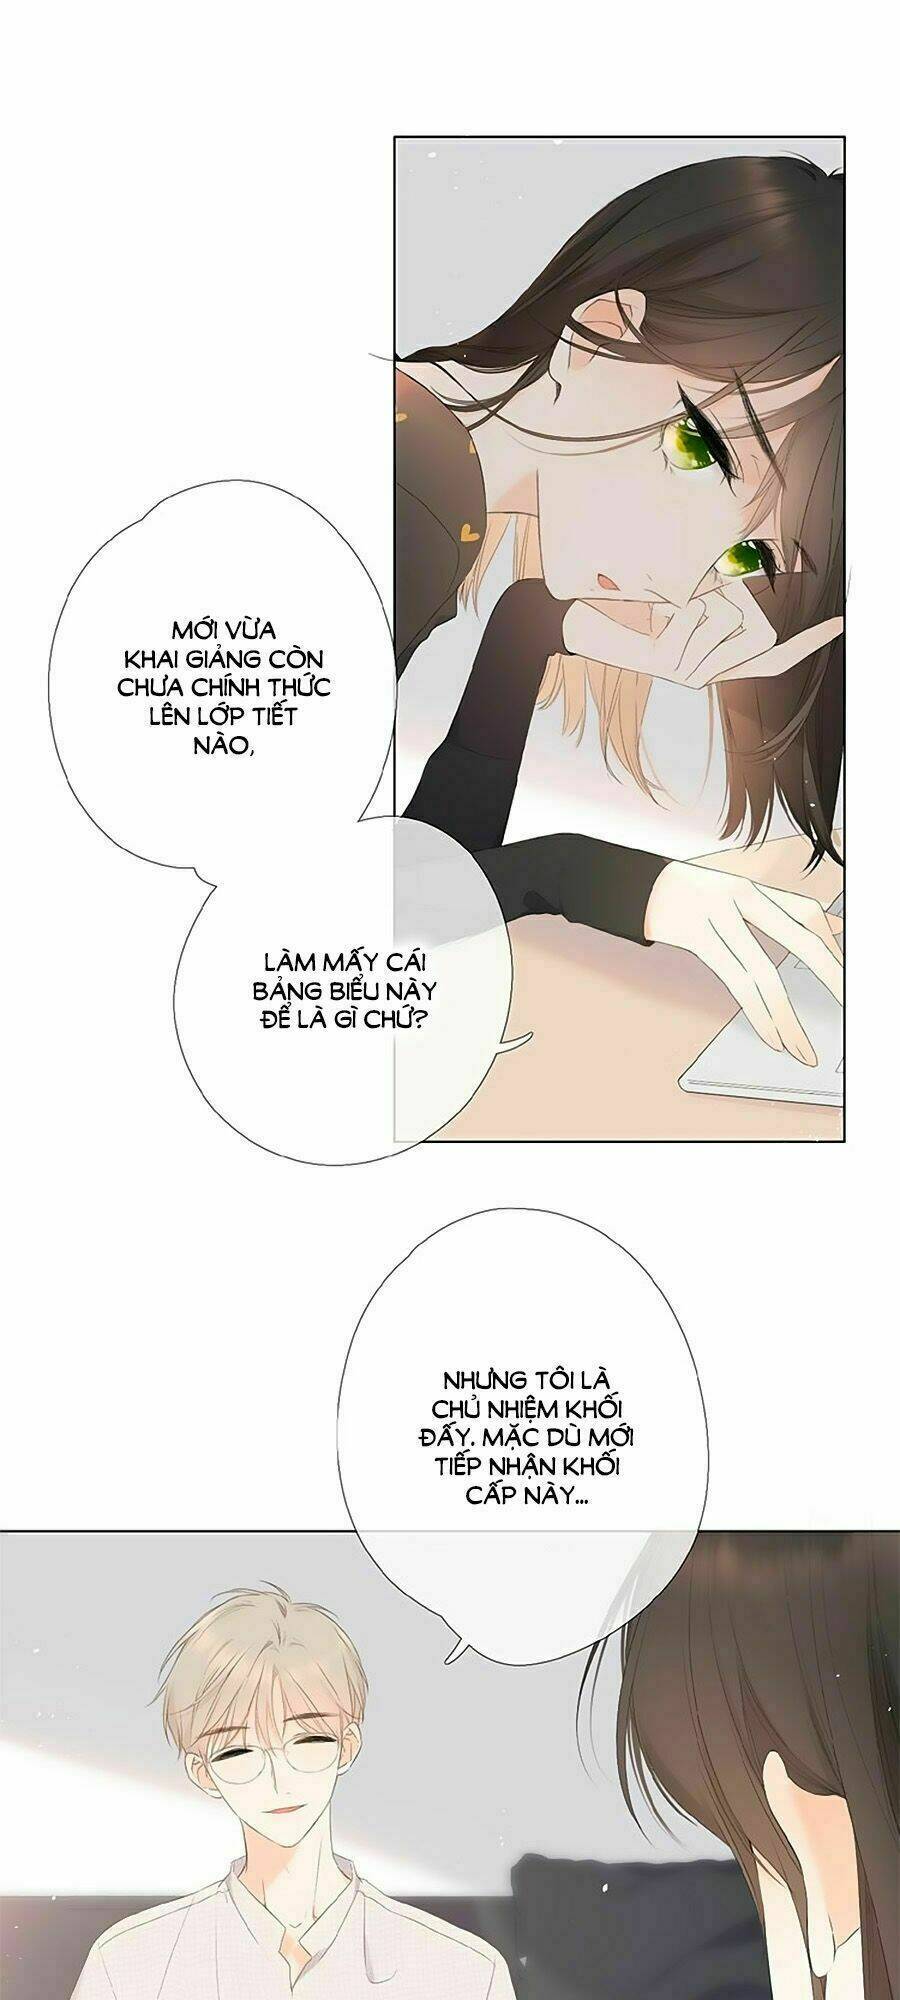 MỚI VỪA
KHAI GIẢNG CÒN
CHƯA CHÍNH THỨC
LÊN LỚP TIẾT
NÀO,
LÀM MẤY CÁI
BẢNG BIỂU NÀY
ĐỂ LÀ GÌ CHỨ?
NHƯNG TÔI LÀ
CHỦ NHIỆM KHỐI
ĐẤY. MẶC DÙ MỚI
TIẾP NHẬN KHỐI
CẤP NÀY...